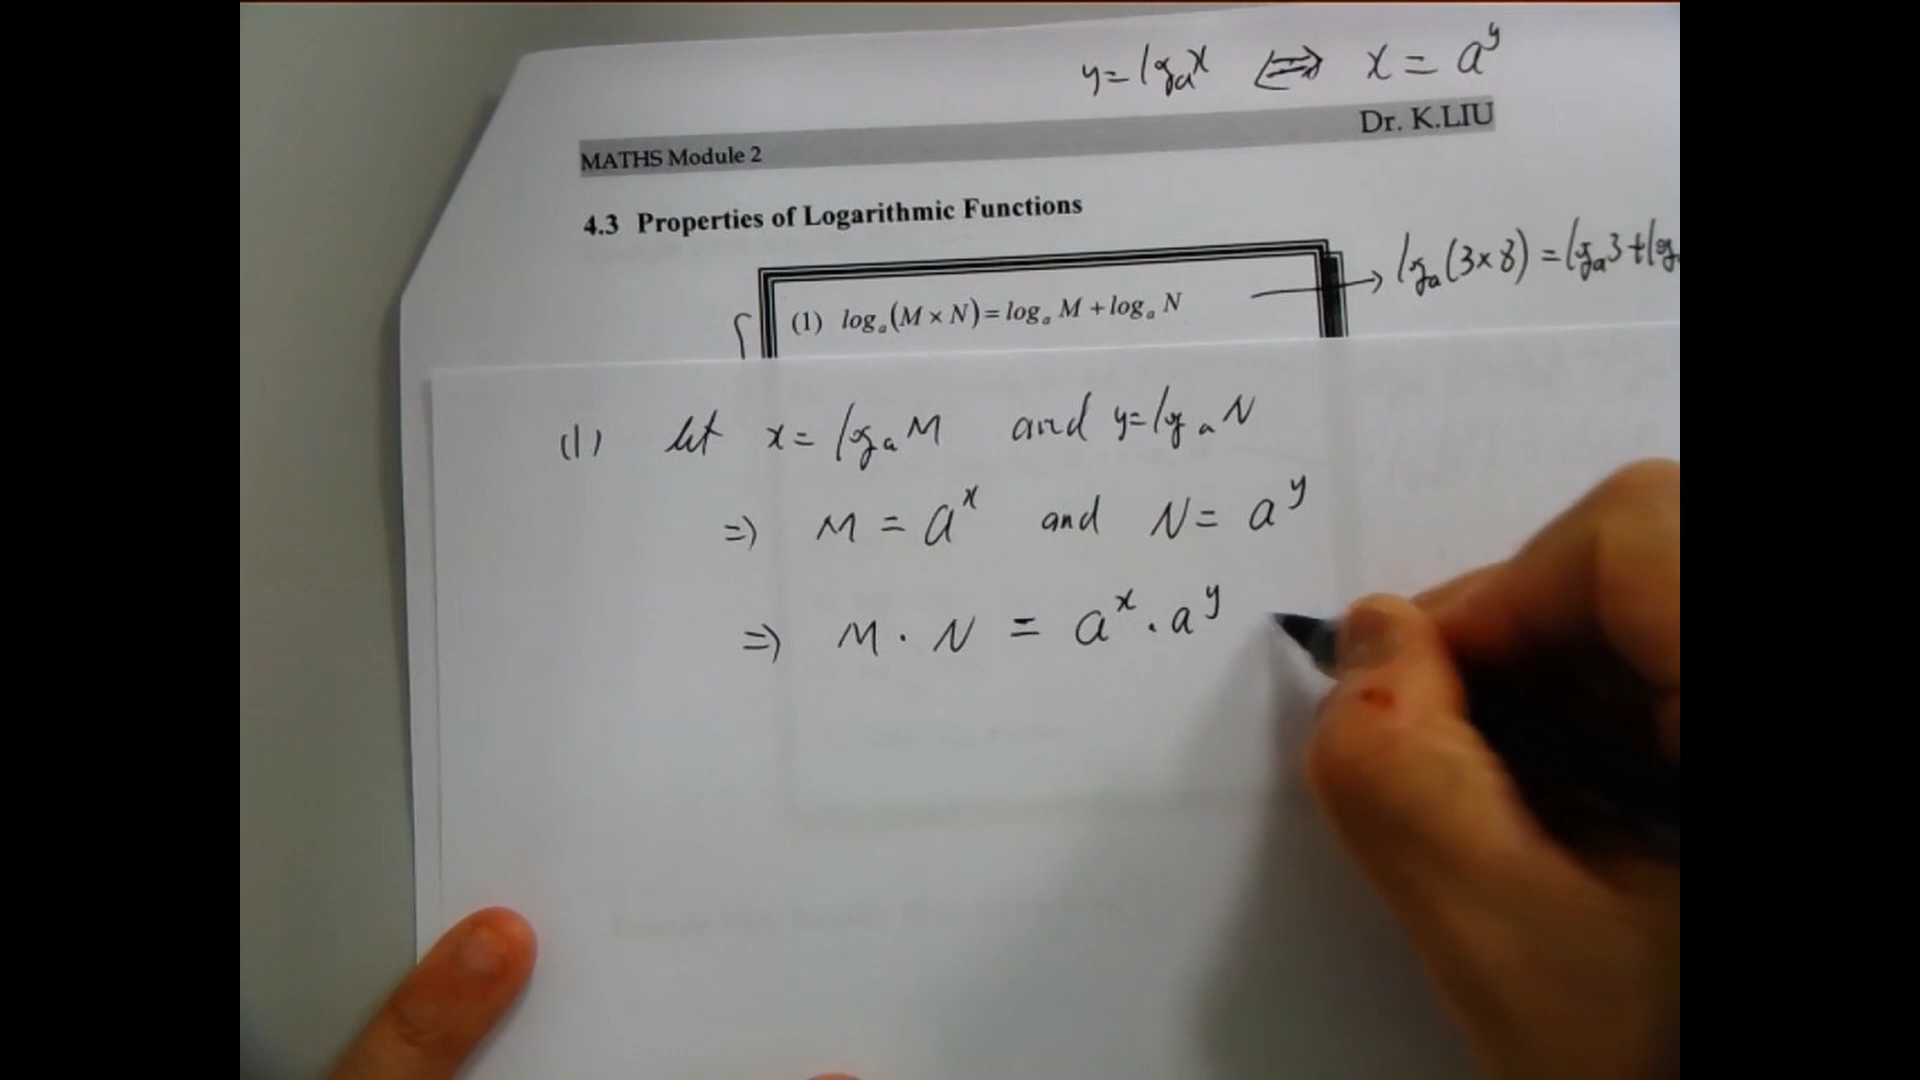 y = log_a x ⇔ x = a^y
Dr. K.LIU
MATHS Module 2
4.3 Properties of Logarithmic Functions
(1) log_a (M × N) = log_a M + log_a N → log_a (3×8) = log_a 3 + log
(1) let x = log_a M and y = log_a N
⇒ M = a^x and N = a^y
⇒ M · N = a^x · a^y